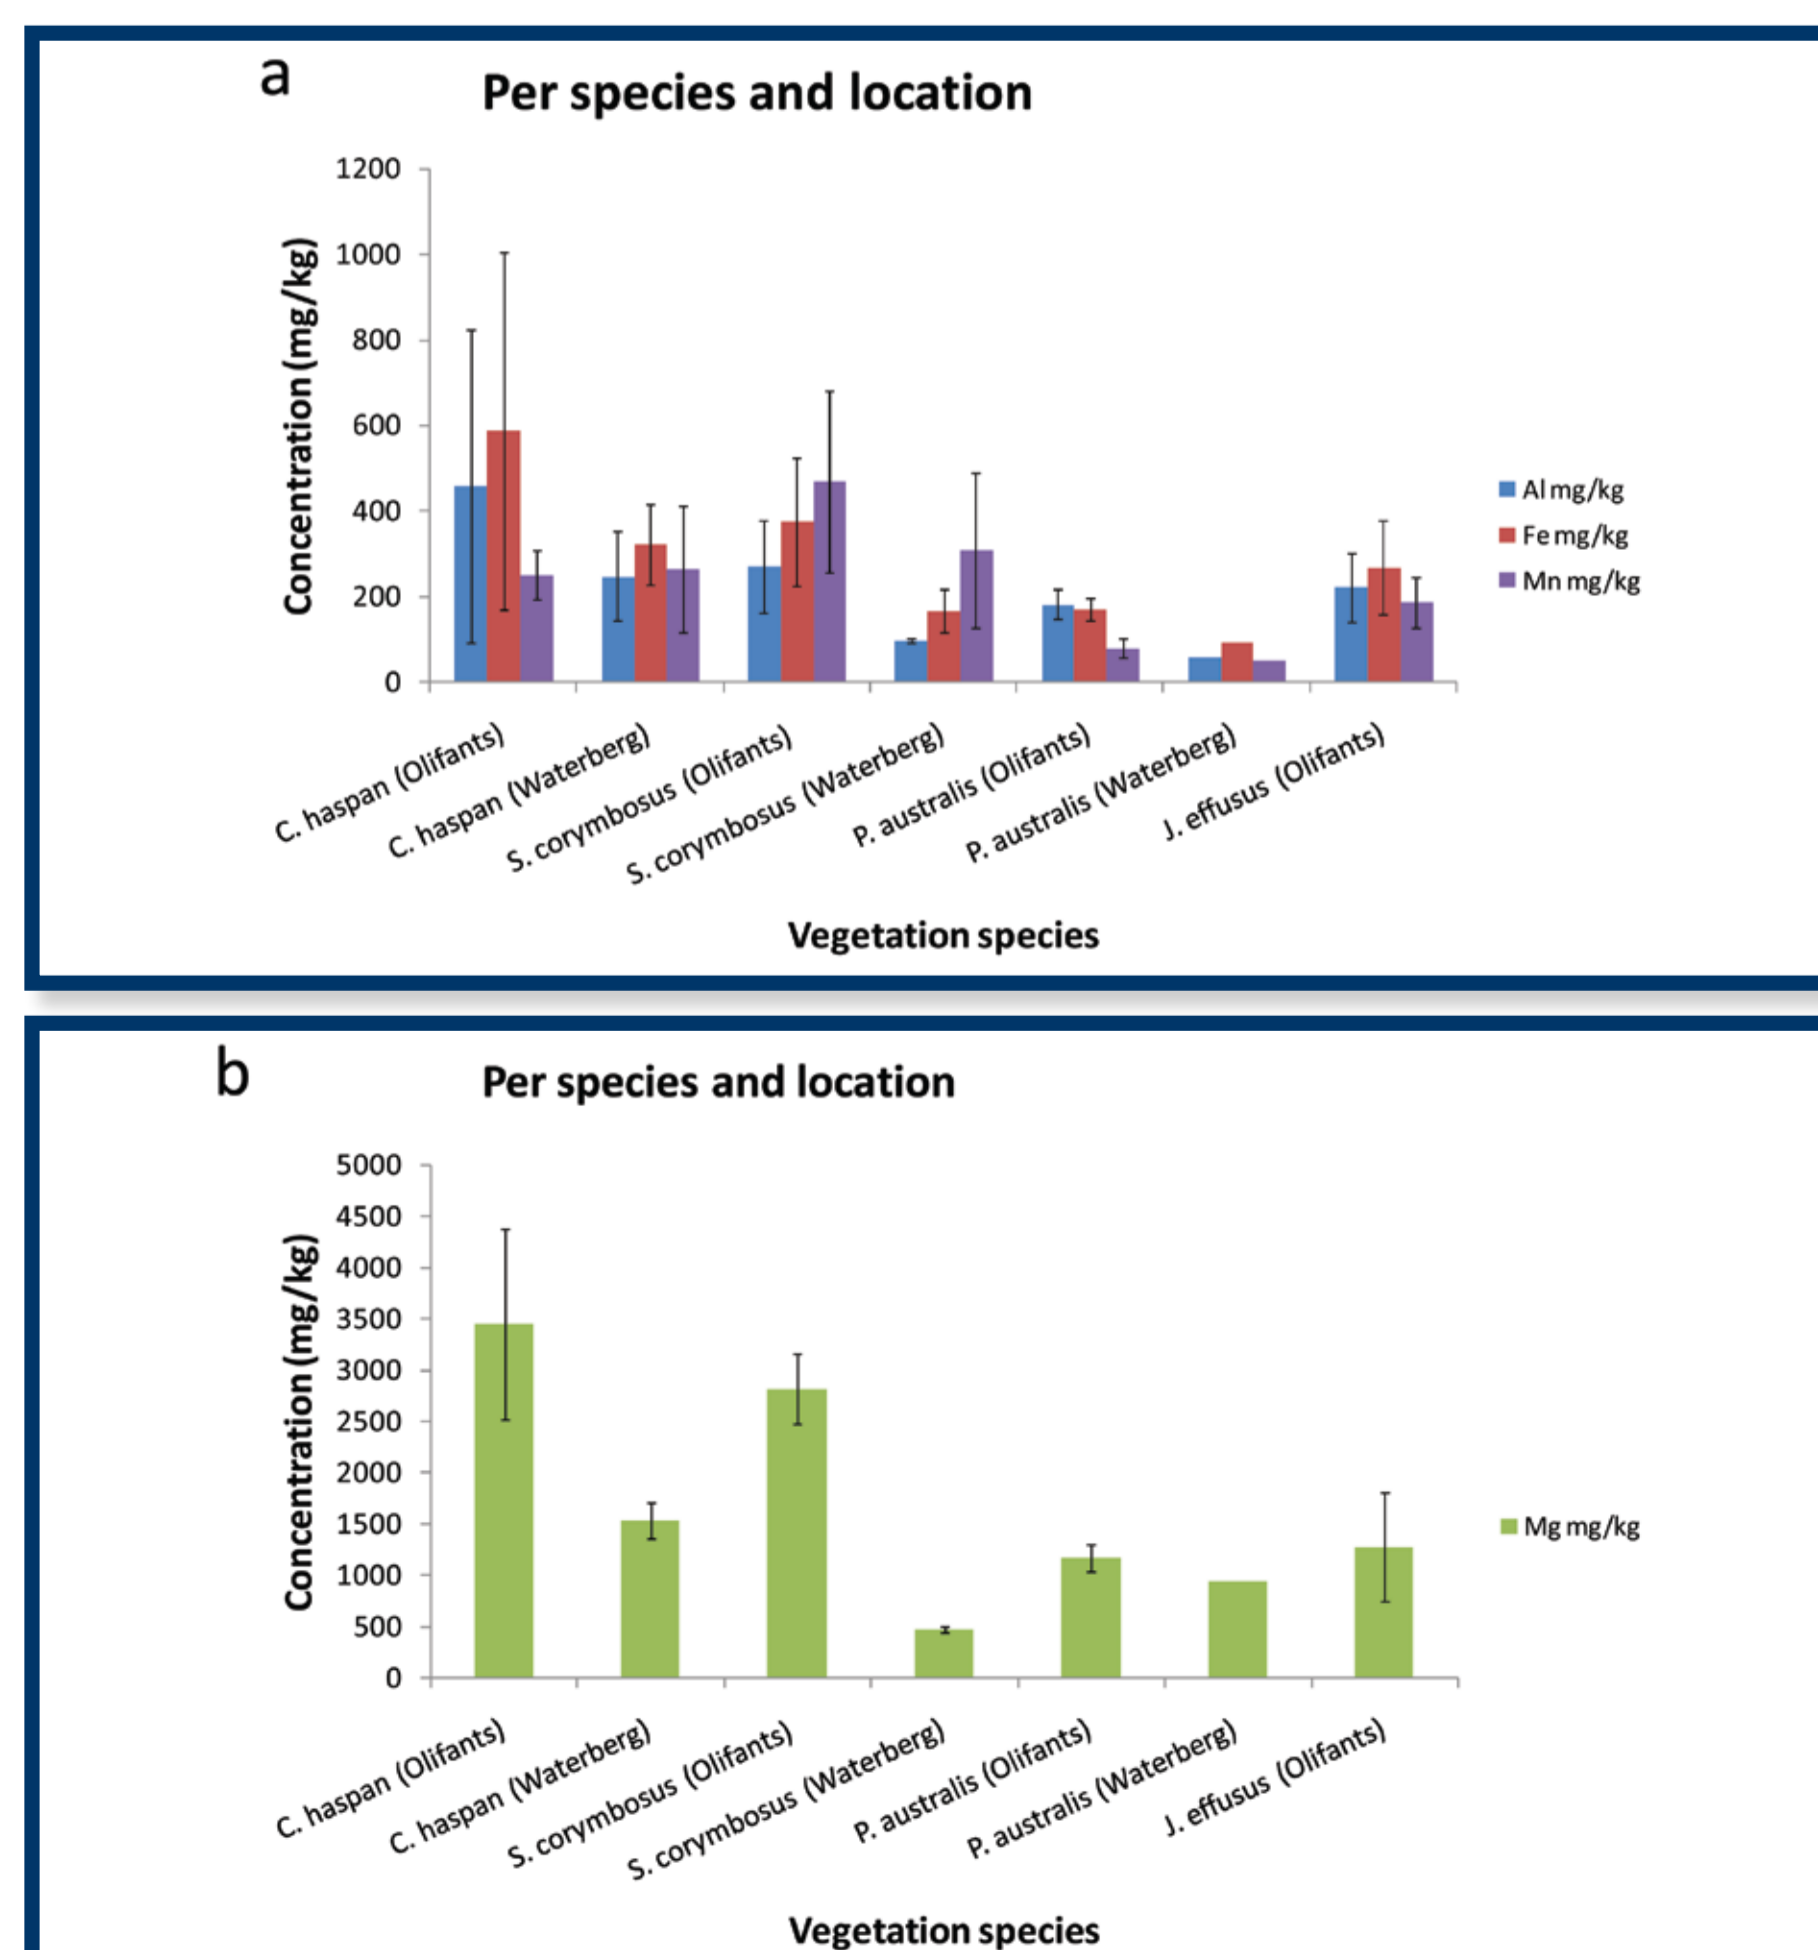 a
Per species and location
Concentration (mg/kg)
1200
1000
800
600
400
200
0
Al mg/kg
Fe mg/kg
Mn mg/kg
C. haspan (Olifants)
C. haspan (Waterberg)
S. corymbosus (Olifants)
S. corymbosus (Waterberg)
P. australis (Olifants)
P. australis (Waterberg)
J. effusus (Olifants)
Vegetation species
b
Per species and location
Concentration (mg/kg)
5000
4500
4000
3500
3000
2500
2000
1500
1000
500
0
Mg mg/kg
C. haspan (Olifants)
C. haspan (Waterberg)
S. corymbosus (Olifants)
S. corymbosus (Waterberg)
P. australis (Olifants)
P. australis (Waterberg)
J. effusus (Olifants)
Vegetation species